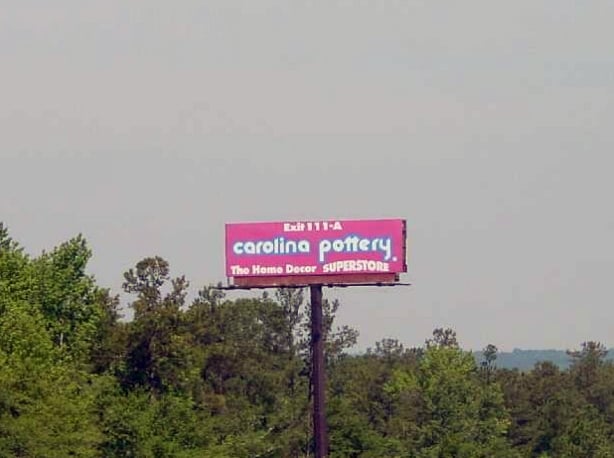 Exit 111-A
carolina pottery.
The Home Decor SUPERSTORE